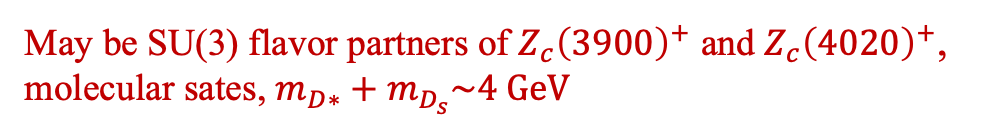 May be SU(3) flavor partners of Z_c(3900)^+ and Z_c(4020)^+,
molecular sates, m_{D*} + m_{D_s}~4 GeV